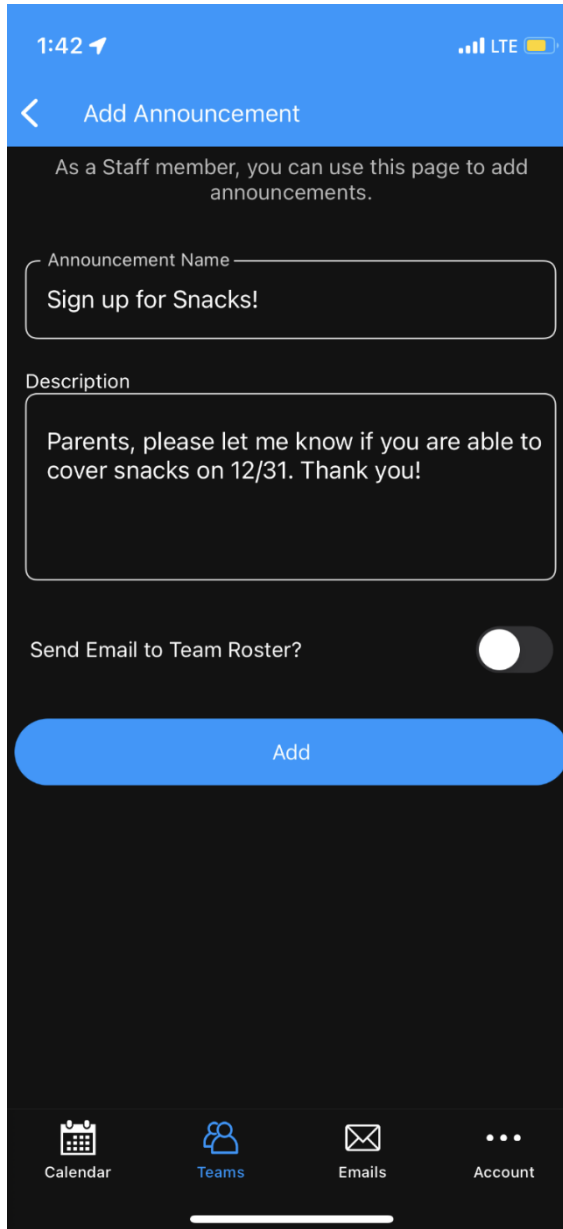 1:42
LTE
Add Announcement
As a Staff member, you can use this page to add
announcements.
Announcement Name
Sign up for Snacks!
Description
Parents, please let me know if you are able to
cover snacks on 12/31. Thank you!
Send Email to Team Roster?
Add
Calendar
Teams
Emails
Account